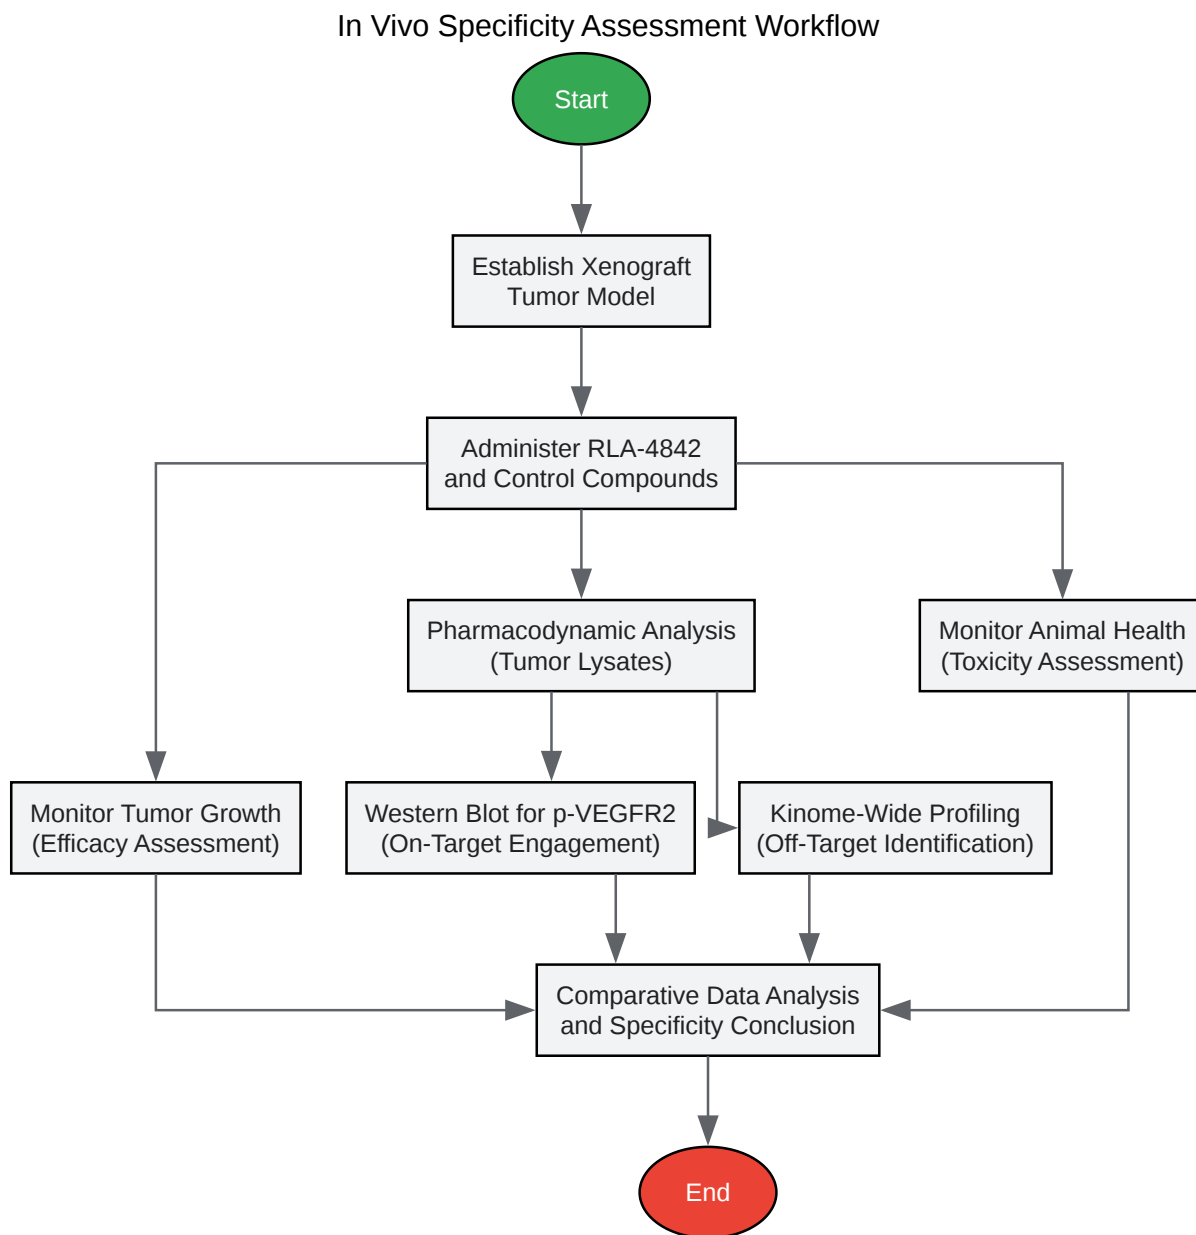 In Vivo Specificity Assessment Workflow
Start
Establish Xenograft
Tumor Model
Administer RLA-4842
and Control Compounds
Pharmacodynamic Analysis
(Tumor Lysates)
Monitor Animal Health
(Toxicity Assessment)
Monitor Tumor Growth
(Efficacy Assessment)
Western Blot for p-VEGFR2
(On-Target Engagement)
Kinome-Wide Profiling
(Off-Target Identification)
Comparative Data Analysis
and Specificity Conclusion
End